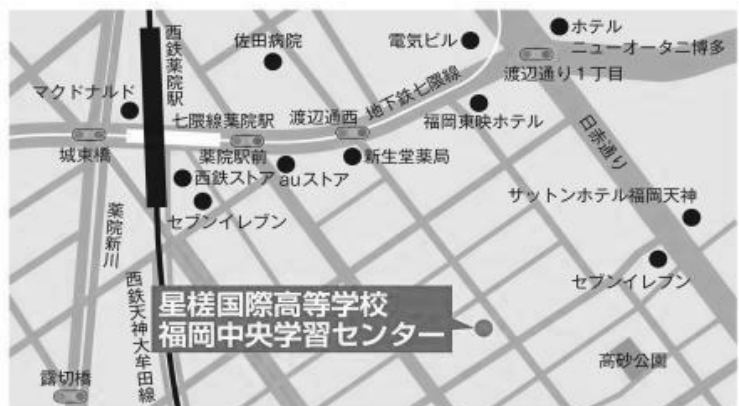 西鉄薬院駅
佐田病院
電気ビル
ホテル
ニューオータニ博多
渡辺通り1丁目
マクドナルド
七隈線薬院駅
渡辺通西
地下鉄七隈線
福岡東映ホテル
日赤通り
城東橋
薬院駅前
新生堂薬局
西鉄ストア
auストア
サットンホテル福岡天神
セブンイレブン
薬院新川
セブンイレブン
西鉄天神大牟田線
星槎国際高等学校
福岡中央学習センター
高砂公園
霤切橋